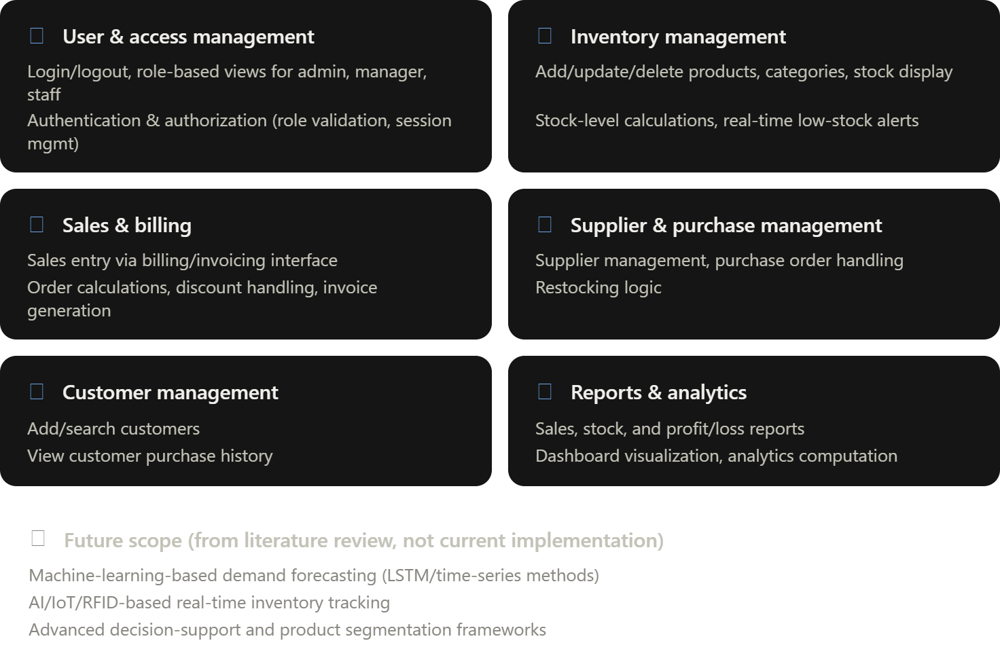 User & access management
Login/logout, role-based views for admin, manager,
staff
Authentication & authorization (role validation, session
mgmt)
Inventory management
Add/update/delete products, categories, stock display
Stock-level calculations, real-time low-stock alerts
Sales & billing
Sales entry via billing/invoicing interface
Order calculations, discount handling, invoice
generation
Supplier & purchase management
Supplier management, purchase order handling
Restocking logic
Customer management
Add/search customers
View customer purchase history
Reports & analytics
Sales, stock, and profit/loss reports
Dashboard visualization, analytics computation
Future scope (from literature review, not current implementation)
Machine-learning-based demand forecasting (LSTM/time-series methods)
AI/IoT/RFID-based real-time inventory tracking
Advanced decision-support and product segmentation frameworks